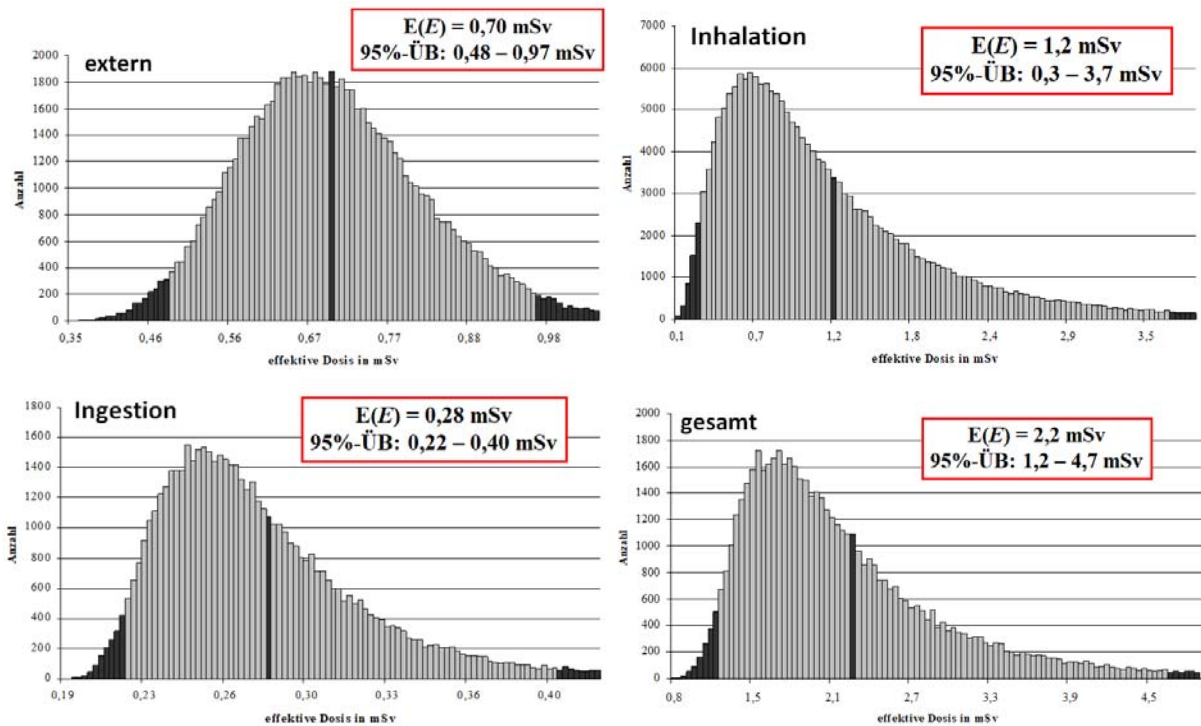 extern
E(E) = 0,70 mSv
95%-ÜB: 0,48 – 0,97 mSv
Anzahl
2000
1800
1600
1400
1200
1000
800
600
400
200
0
0,35 0,46 0,56 0,67 0,77 0,88 0,98
effektive Dosis in mSv
Inhalation
E(E) = 1,2 mSv
95%-ÜB: 0,3 – 3,7 mSv
Anzahl
7000
6000
5000
4000
3000
2000
1000
0
0,1 0,7 1,2 1,8 2,4 2,9 3,5
effektive Dosis in mSv
Ingestion
E(E) = 0,28 mSv
95%-ÜB: 0,22 – 0,40 mSv
Anzahl
1800
1600
1400
1200
1000
800
600
400
200
0
0,19 0,23 0,26 0,30 0,33 0,36 0,40
effektive Dosis in mSv
gesamt
E(E) = 2,2 mSv
95%-ÜB: 1,2 – 4,7 mSv
Anzahl
2000
1800
1600
1400
1200
1000
800
600
400
200
0
0,8 1,5 2,1 2,7 3,3 3,9 4,5
effektive Dosis in mSv